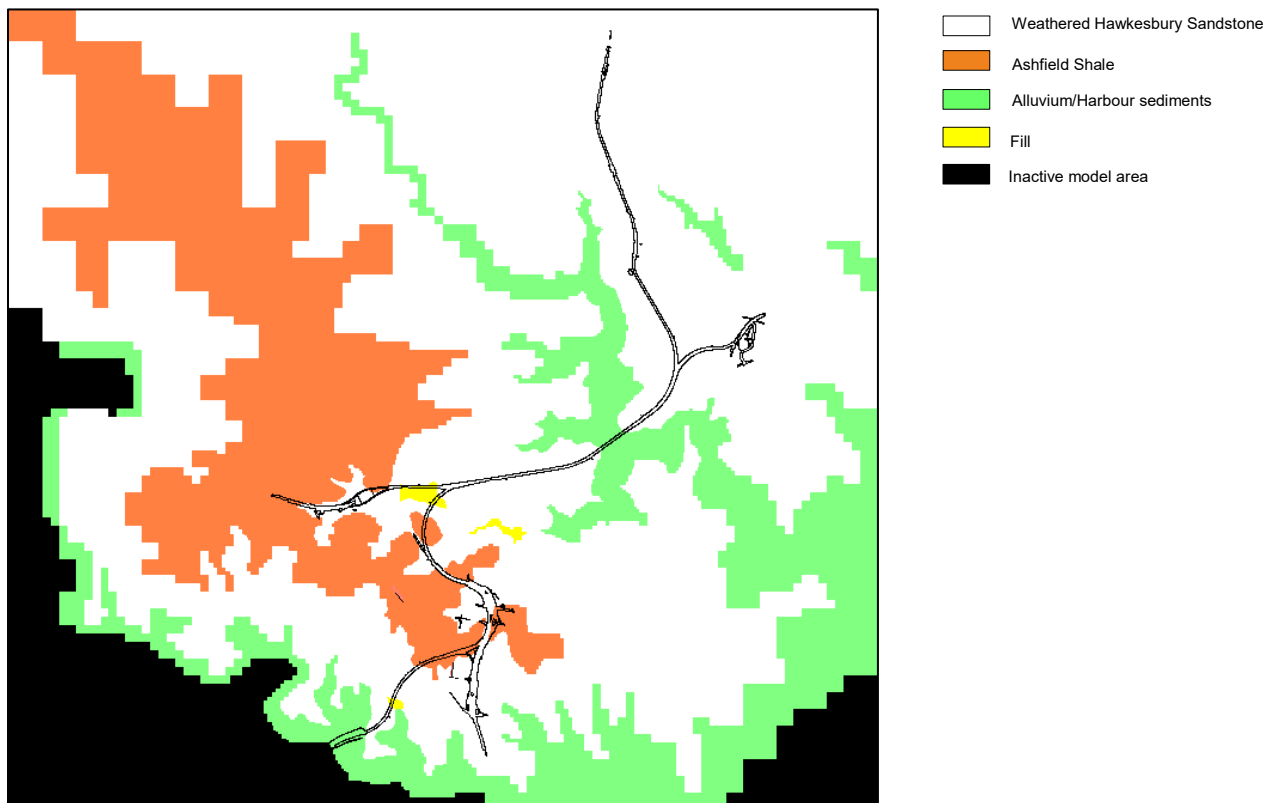 Weathered Hawkesbury Sandstone
Ashfield Shale
Alluvium/Harbour sediments
Fill
Inactive model area